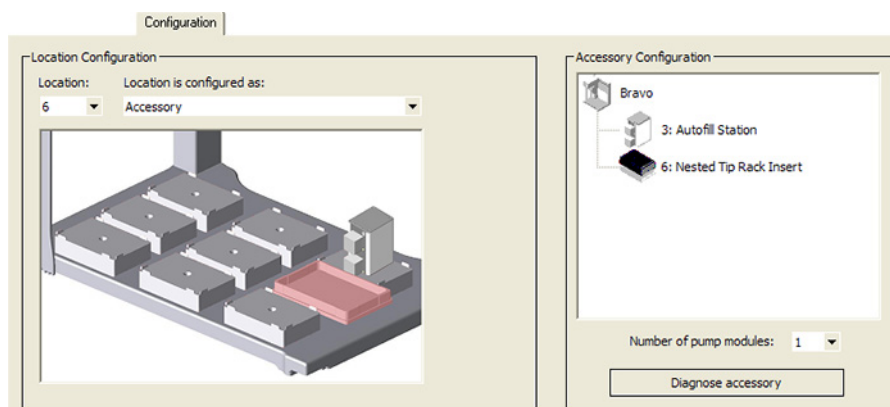 Configuration
Location Configuration
Location:
Location is configured as:
6
Accessory
Accessory Configuration
Bravo
3: Autofill Station
6: Nested Tip Rack Insert
Number of pump modules:
1
Diagnose accessory